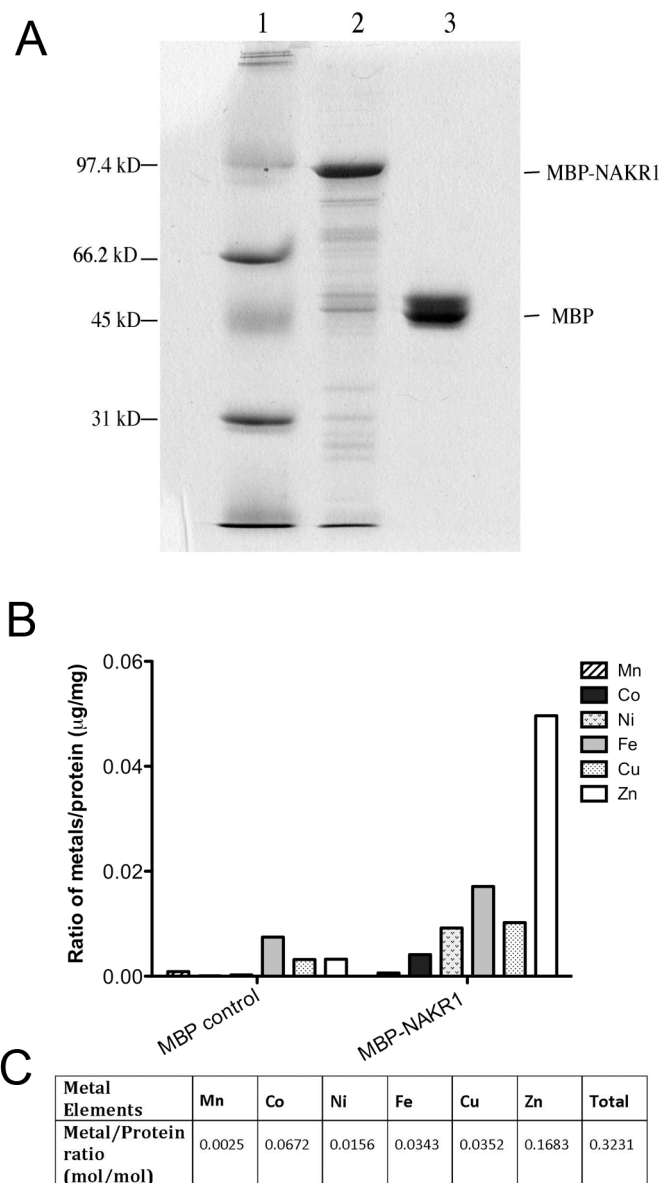 A
1 2 3
97.4 kD
MBP-NAKR1
66.2 kD
45 kD
MBP
31 kD
B
Ratio of metals/protein (µg/mg)
0.06
0.04
0.02
0.00
Mn
Co
Ni
Fe
Cu
Zn
MBP control
MBP-NAKR1
C
Metal Elements Mn Co Ni Fe Cu Zn Total
Metal/Protein ratio (mol/mol) 0.0025 0.0672 0.0156 0.0343 0.0352 0.1683 0.3231